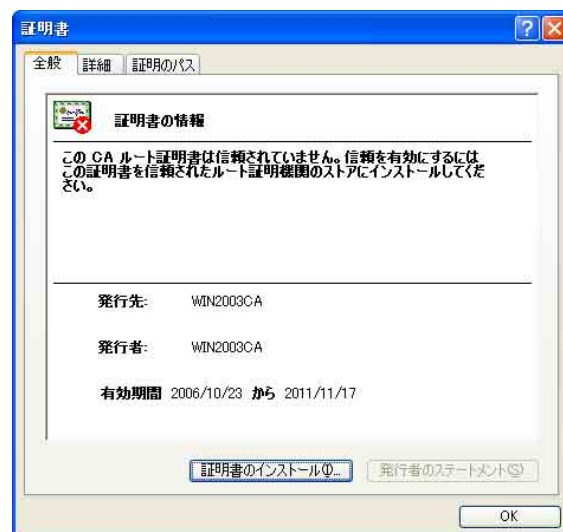 証明書
全般
詳細
証明のパス
証明書の情報
この CA ルート証明書は信頼されていません。信頼を有効にするには
この証明書を信頼されたルート証明機関のストアにインストールしてくだ
さい。
発行先: WIN2003CA
発行者: WIN2003CA
有効期間 2006/10/23 から 2011/11/17
証明書のインストール(I)...
発行者のステートメント(S)
OK